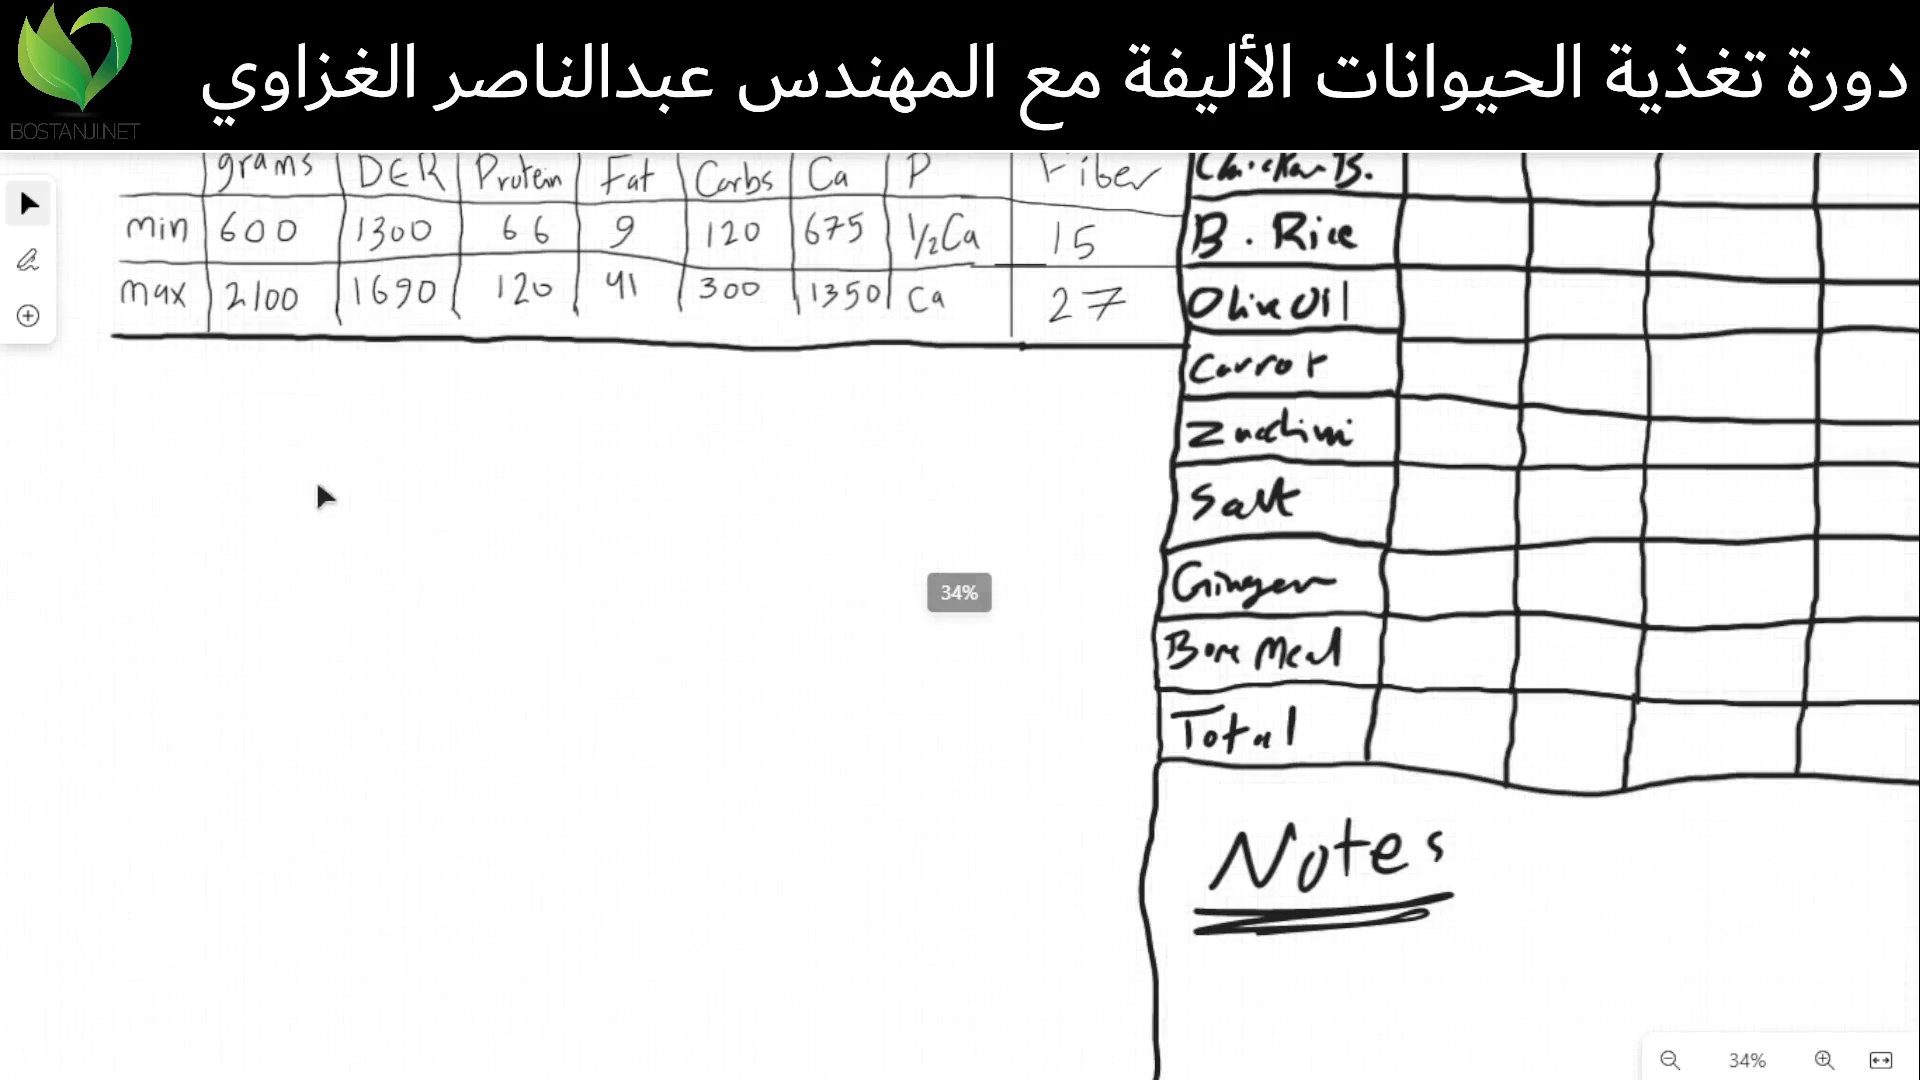 دورة تغذية الحيوانات الأليفة مع المهندس عبدالناصر الغزاوي
BOSTANJI.NET
grams DER Protein Fat Carbs Ca P Fiber
min 600 1300 66 9 120 675 1/2Ca 15
max 2100 1690 120 41 300 1350 Ca 27
Chicken B.
B. Rice
Olive Oil
Carrot
Zucchini
Salt
Ginger
Bone Meal
Total
Notes
34%
34%